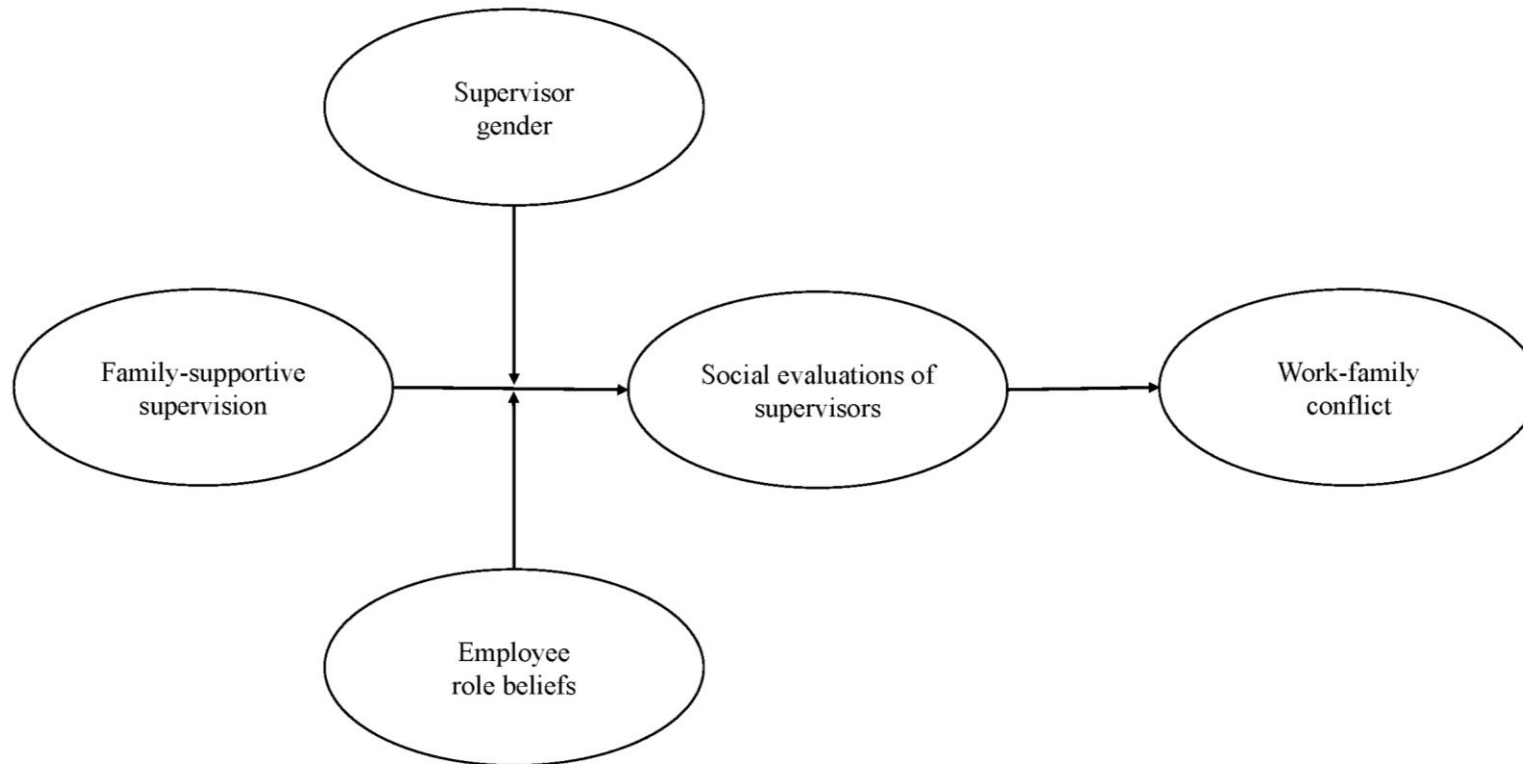 Supervisor
gender
Family-supportive
supervision
Social evaluations of
supervisors
Work-family
conflict
Employee
role beliefs